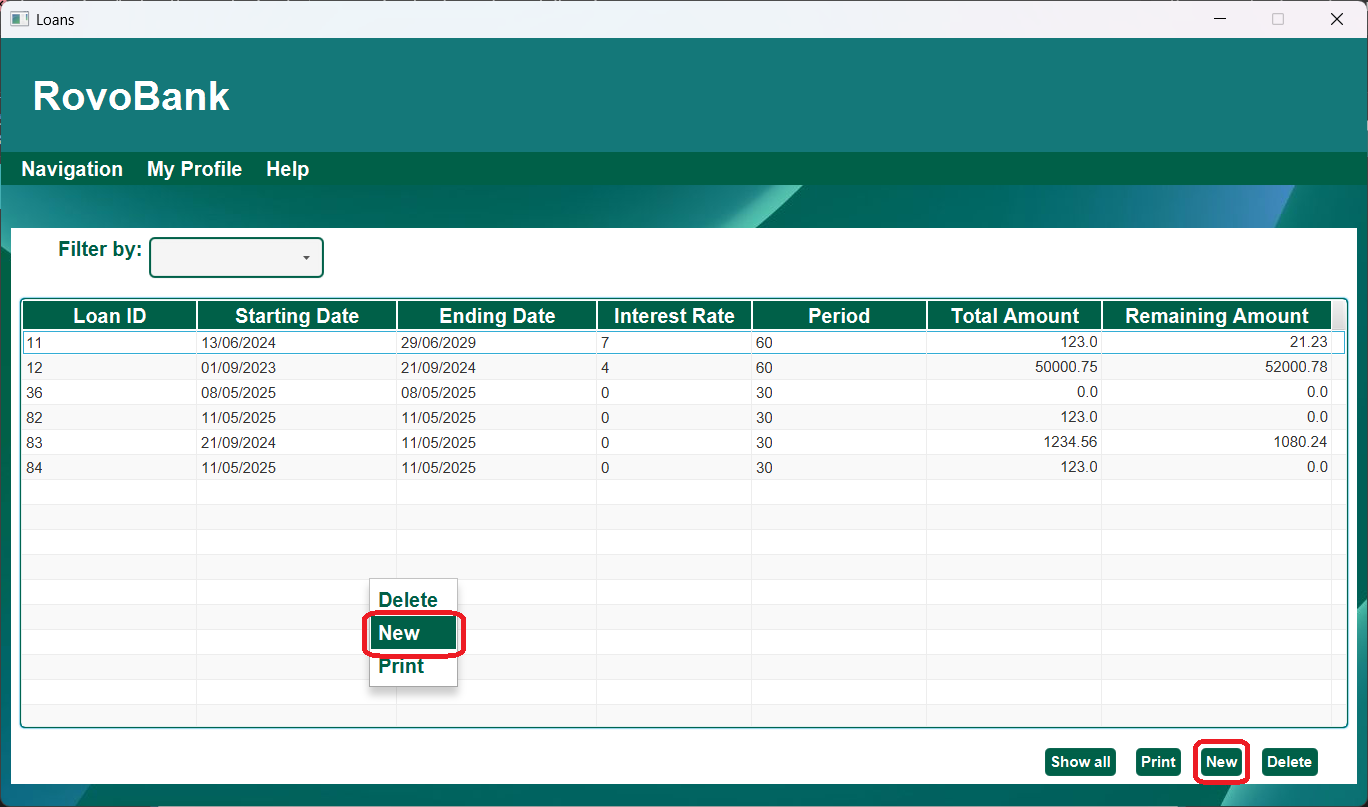 Loans
RovoBank
Navigation My Profile Help
Filter by:
Loan ID Starting Date Ending Date Interest Rate Period Total Amount Remaining Amount
11 13/06/2024 29/06/2029 7 60 123.0 21.23
12 01/09/2023 21/09/2024 4 60 50000.75 52000.78
36 08/05/2025 08/05/2025 0 30 0.0 0.0
82 11/05/2025 11/05/2025 0 30 123.0 0.0
83 21/09/2024 11/05/2025 0 30 1234.56 1080.24
84 11/05/2025 11/05/2025 0 30 123.0 0.0
Delete
New
Print
Show all Print New Delete